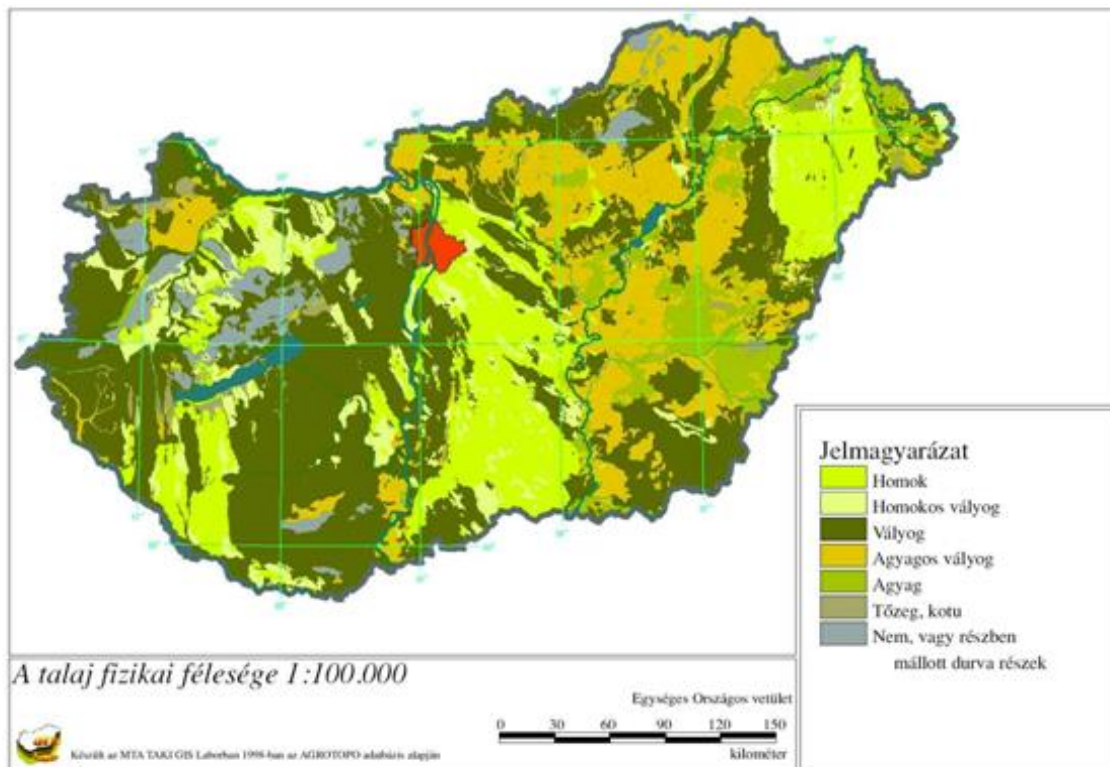 Jelmagyarázat
Homok
Homokos vályog
Vályog
Agyagos vályog
Agyag
Tőzeg, kotu
Nem, vagy részben
mállott durva részek
A talaj fizikai félesége 1:100.000
Egységes Országos vetület
0 30 60 90 120 150
kilométer
Készült az MTA TAKI GIS Laborban 1998-ban az AGROTOPO adatbázis alapján